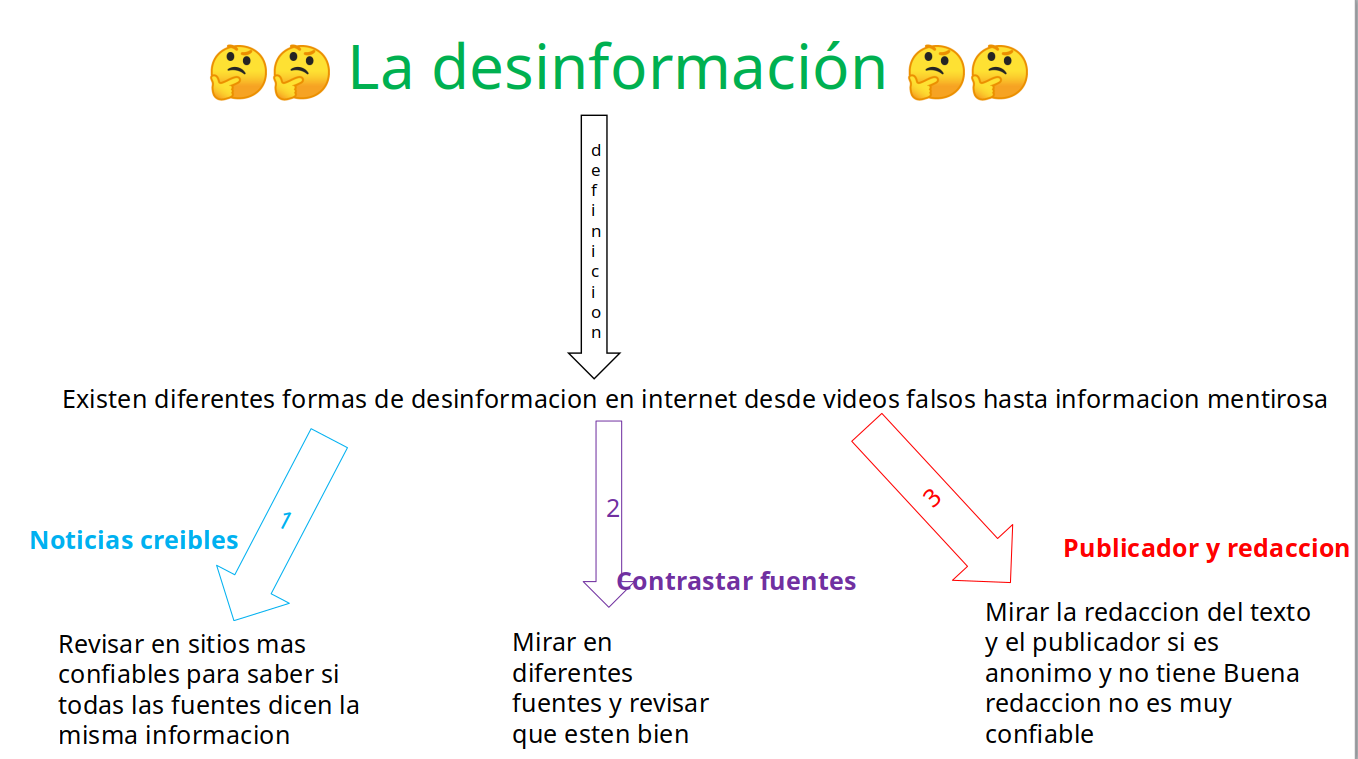 🤔🤔 La desinformación 🤔🤔
definicion
Existen diferentes formas de desinformacion en internet desde videos falsos hasta informacion mentirosa
1
Noticias creibles
Revisar en sitios mas
confiables para saber si
todas las fuentes dicen la
misma informacion
2
Contrastar fuentes
Mirar en
diferentes
fuentes y revisar
que esten bien
3
Publicador y redaccion
Mirar la redaccion del texto
y el publicador si es
anonimo y no tiene Buena
redaccion no es muy
confiable